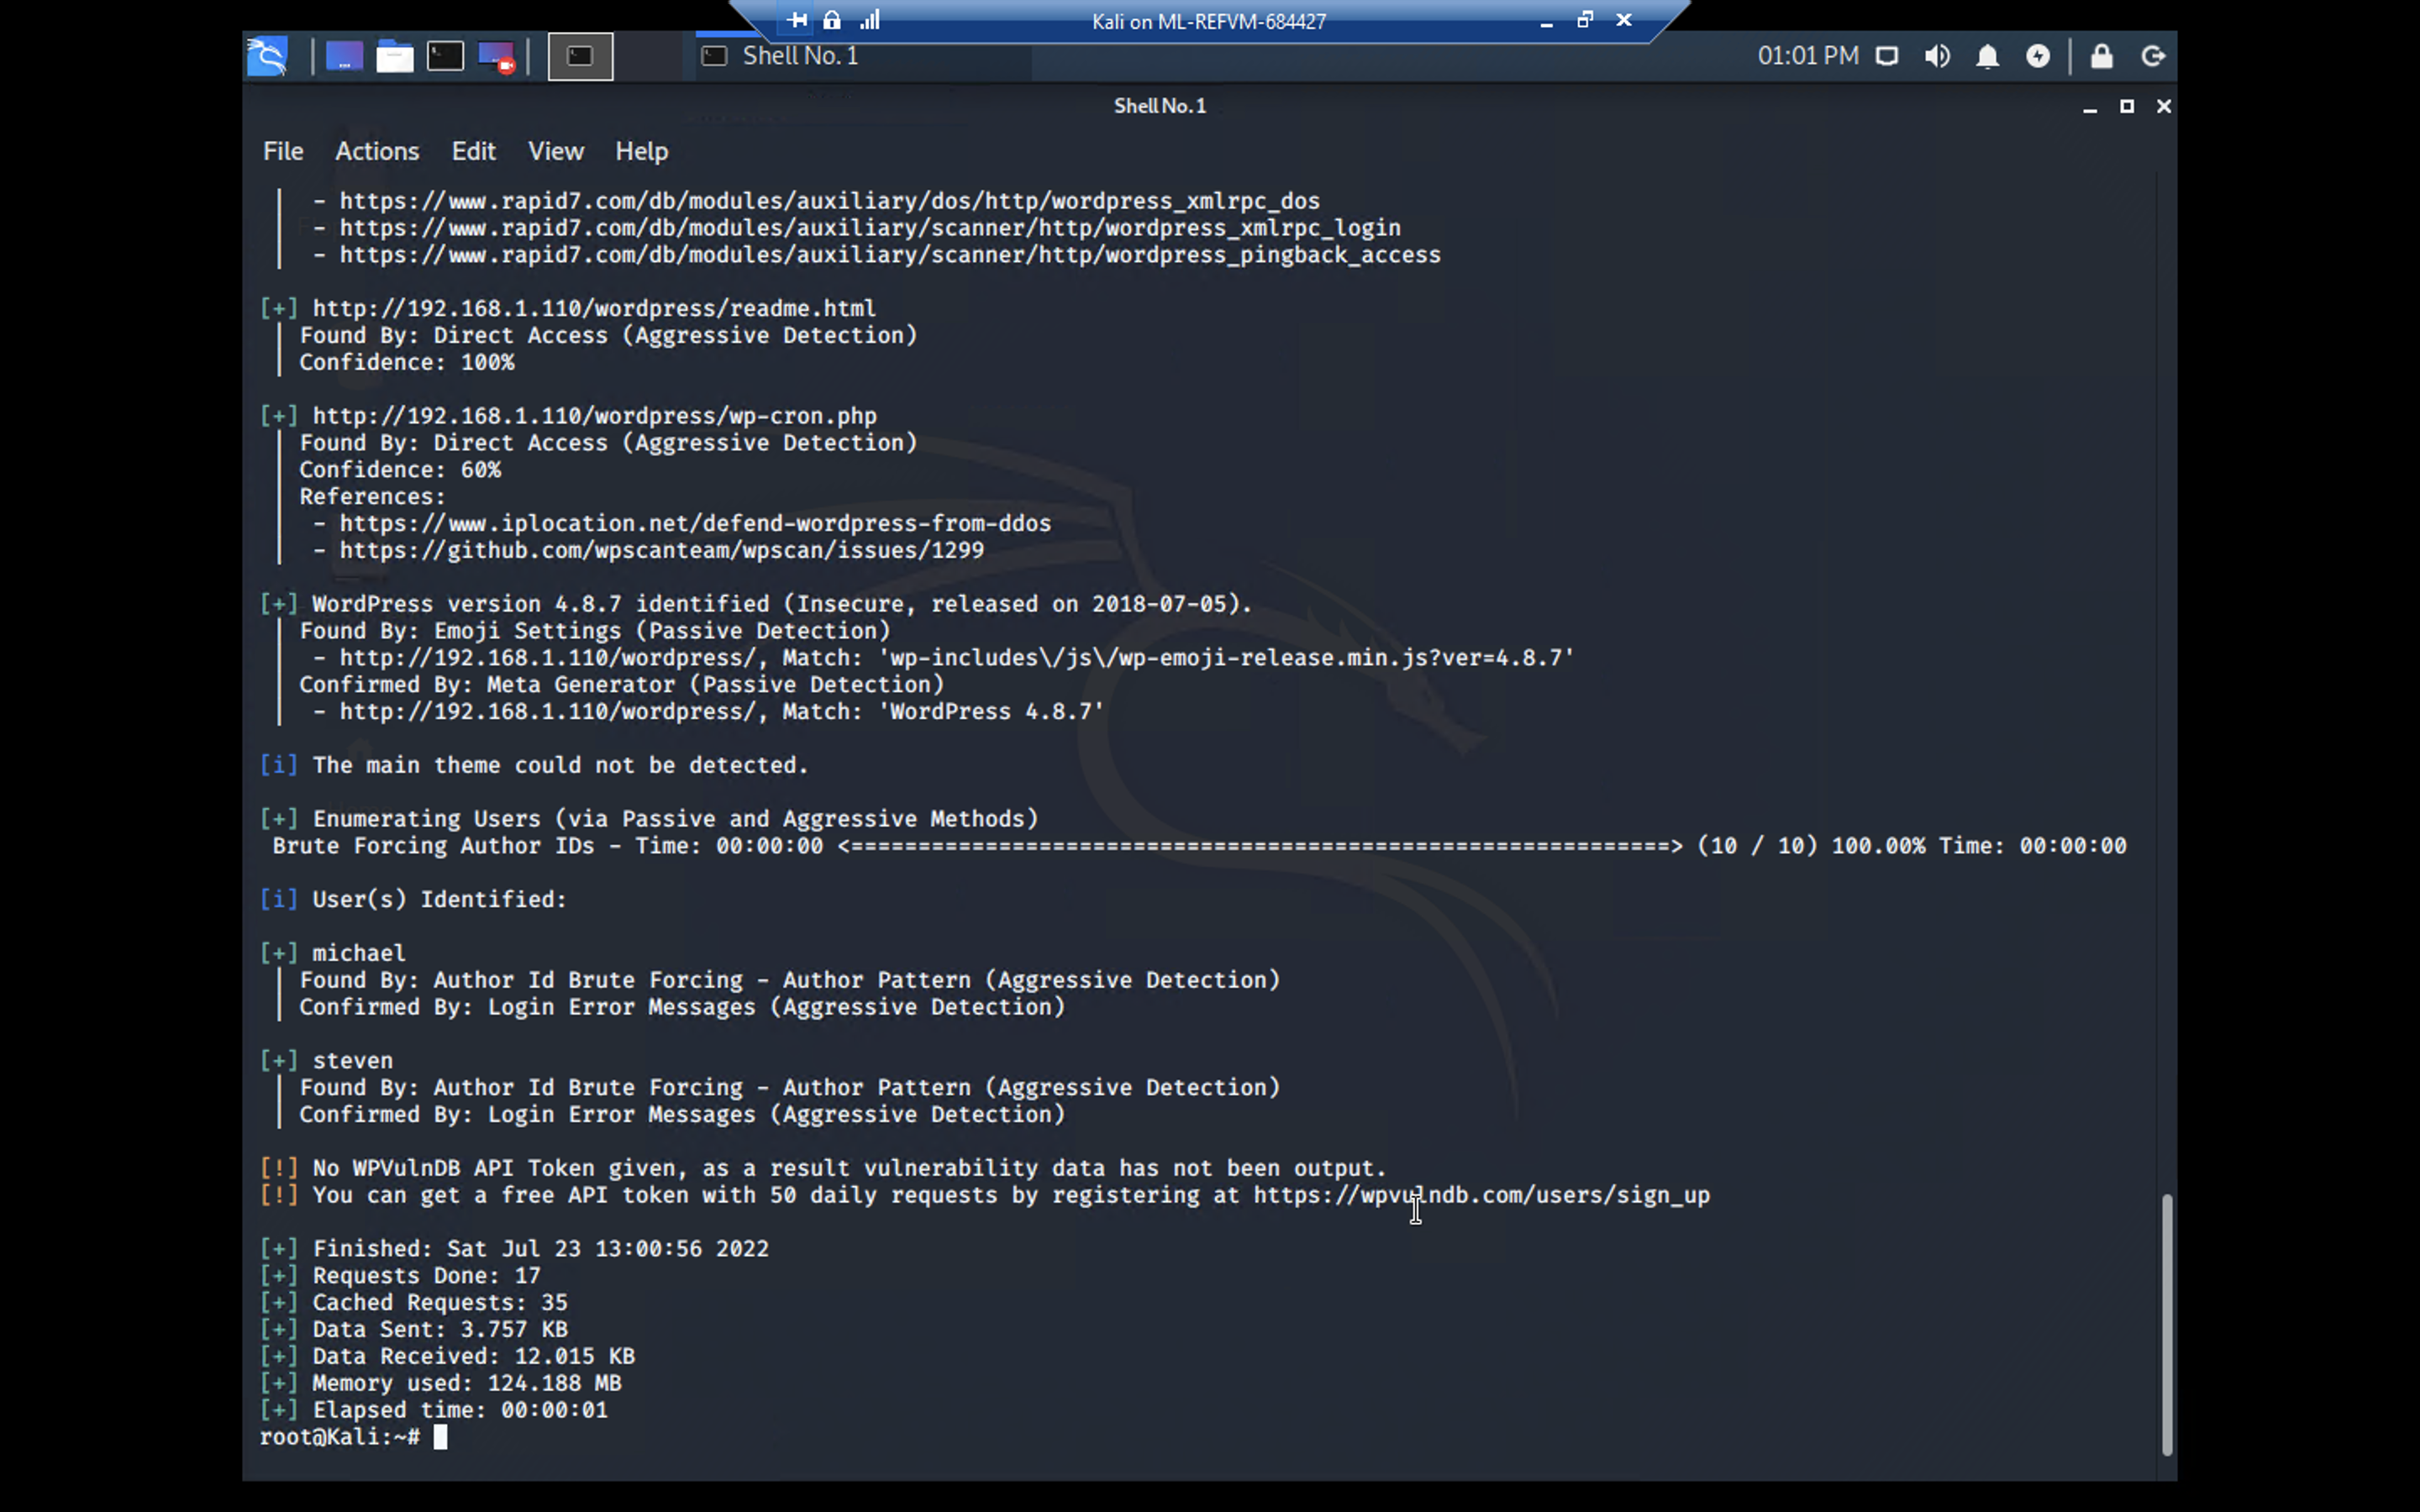 Kali on ML-REFVM-684427
Shell No. 1
01:01 PM
Shell No. 1
File Actions Edit View Help
| - https://www.rapid7.com/db/modules/auxiliary/dos/http/wordpress_xmlrpc_dos
| - https://www.rapid7.com/db/modules/auxiliary/scanner/http/wordpress_xmlrpc_login
| - https://www.rapid7.com/db/modules/auxiliary/scanner/http/wordpress_pingback_access
[+] http://192.168.1.110/wordpress/readme.html
| Found By: Direct Access (Aggressive Detection)
| Confidence: 100%
[+] http://192.168.1.110/wordpress/wp-cron.php
| Found By: Direct Access (Aggressive Detection)
| Confidence: 60%
| References:
| - https://www.iplocation.net/defend-wordpress-from-ddos
| - https://github.com/wpscanteam/wpscan/issues/1299
[+] WordPress version 4.8.7 identified (Insecure, released on 2018-07-05).
| Found By: Emoji Settings (Passive Detection)
| - http://192.168.1.110/wordpress/, Match: 'wp-includes\/js\/wp-emoji-release.min.js?ver=4.8.7'
| Confirmed By: Meta Generator (Passive Detection)
| - http://192.168.1.110/wordpress/, Match: 'WordPress 4.8.7'
[i] The main theme could not be detected.
[+] Enumerating Users (via Passive and Aggressive Methods)
Brute Forcing Author IDs - Time: 00:00:00 <=============================================================> (10 / 10) 100.00% Time: 00:00:00
[i] User(s) Identified:
[+] michael
| Found By: Author Id Brute Forcing - Author Pattern (Aggressive Detection)
| Confirmed By: Login Error Messages (Aggressive Detection)
[+] steven
| Found By: Author Id Brute Forcing - Author Pattern (Aggressive Detection)
| Confirmed By: Login Error Messages (Aggressive Detection)
[!] No WPVulnDB API Token given, as a result vulnerability data has not been output.
[!] You can get a free API token with 50 daily requests by registering at https://wpvulndb.com/users/sign_up
[+] Finished: Sat Jul 23 13:00:56 2022
[+] Requests Done: 17
[+] Cached Requests: 35
[+] Data Sent: 3.757 KB
[+] Data Received: 12.015 KB
[+] Memory used: 124.188 MB
[+] Elapsed time: 00:00:01
root@Kali:~#